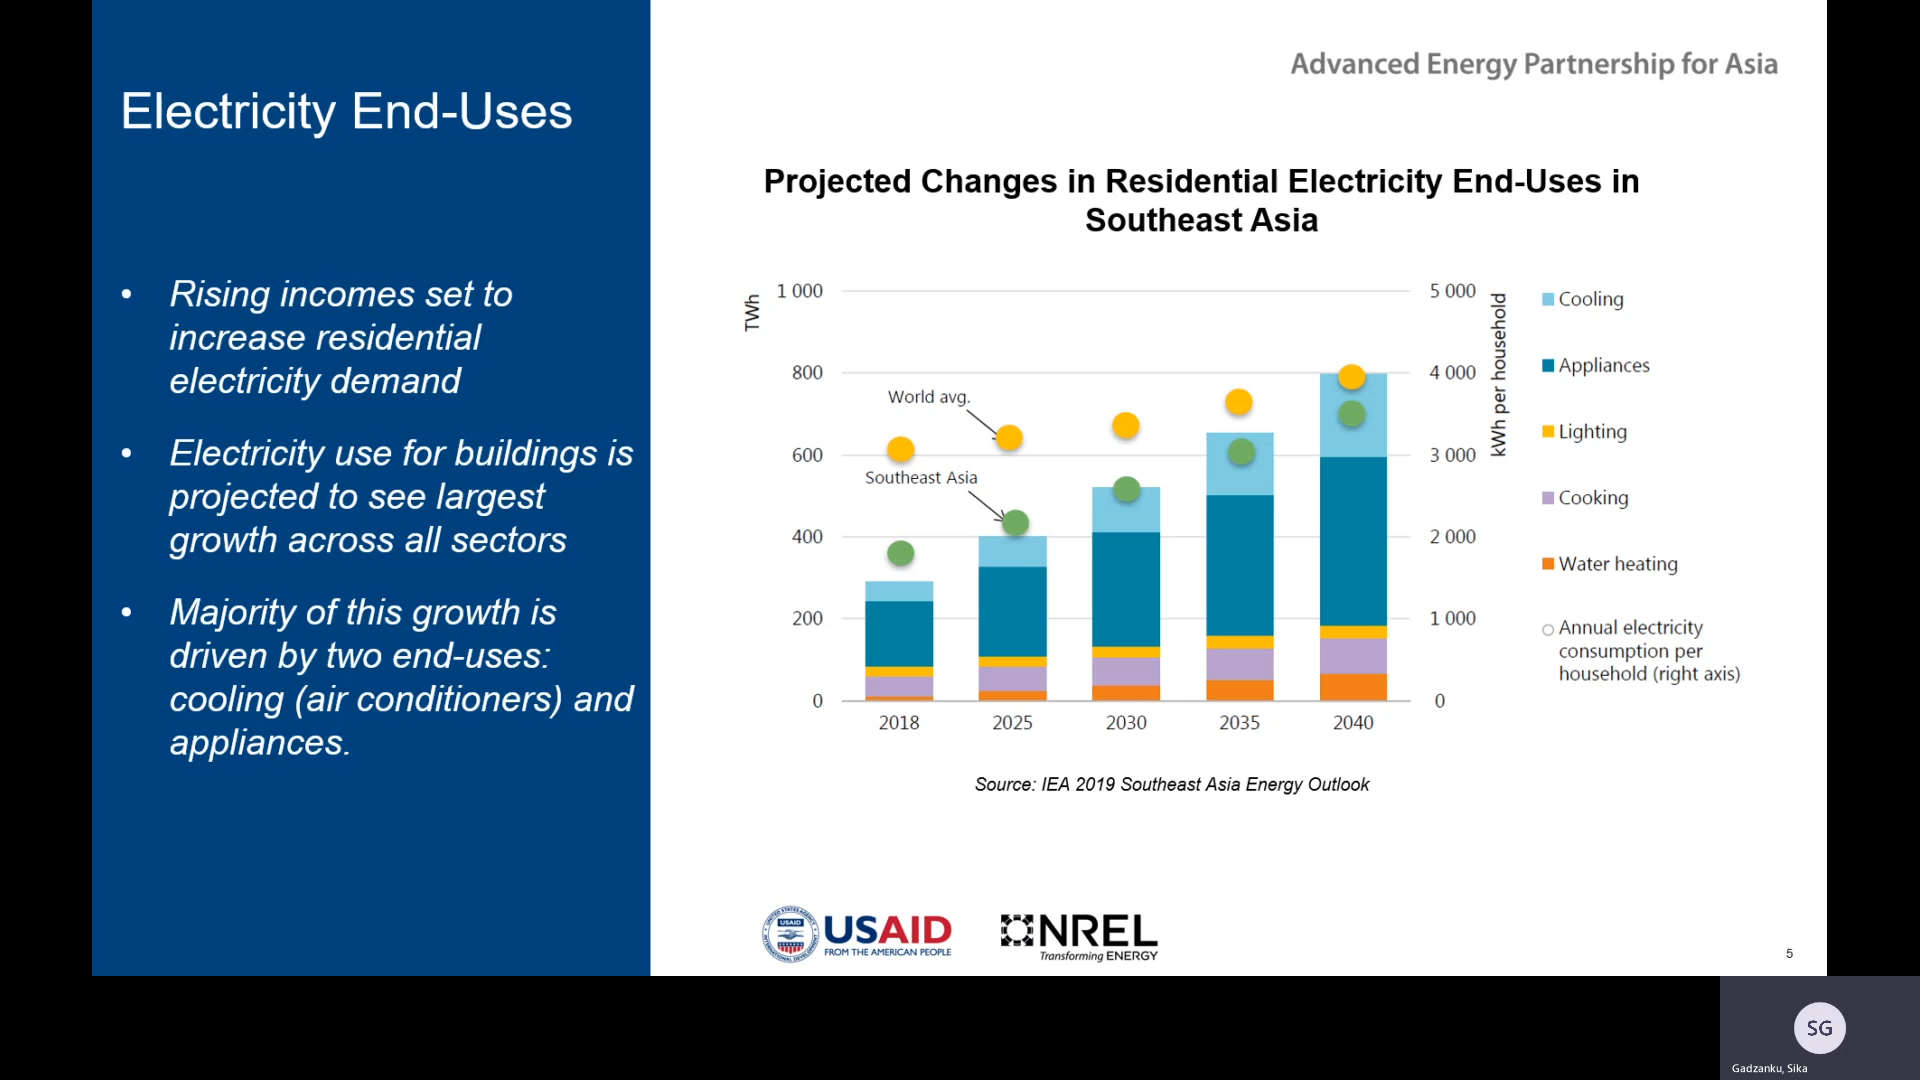 Advanced Energy Partnership for Asia
Electricity End-Uses
• Rising incomes set to
increase residential
electricity demand
• Electricity use for buildings is
projected to see largest
growth across all sectors
• Majority of this growth is
driven by two end-uses:
cooling (air conditioners) and
appliances.
Projected Changes in Residential Electricity End-Uses in
Southeast Asia
TWh
1 000
800
600
400
200
0
World avg.
Southeast Asia
2018
2025
2030
2035
2040
5 000
4 000
3 000
2 000
1 000
0
kWh per household
Cooling
Appliances
Lighting
Cooking
Water heating
Annual electricity
consumption per
household (right axis)
Source: IEA 2019 Southeast Asia Energy Outlook
USAID
USAID
FROM THE AMERICAN PEOPLE
NREL
Transforming ENERGY
5
SG
Gadzanku, Sika